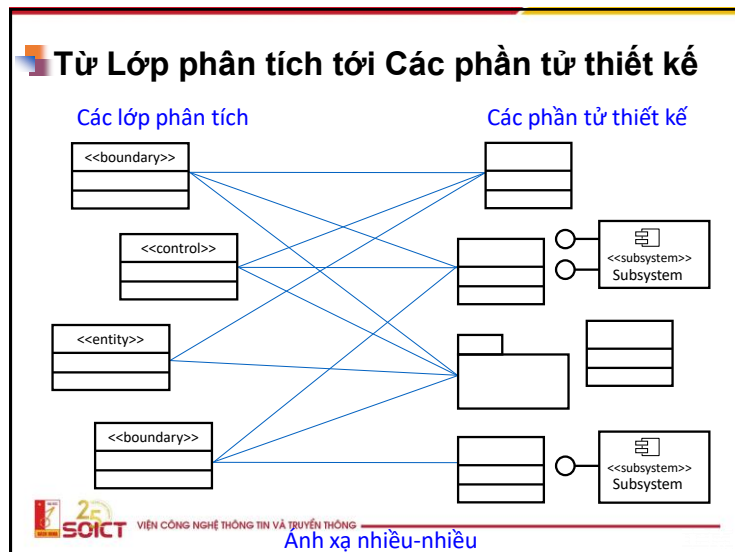 Từ Lớp phân tích tới Các phần tử thiết kế
Các lớp phân tích
Các phần tử thiết kế
<<boundary>>
<<control>>
<<entity>>
<<boundary>>
<<subsystem>>
Subsystem
<<subsystem>>
Subsystem
25
SOICT
VIỆN CÔNG NGHỆ THÔNG TIN VÀ TRUYỀN THÔNG
Ánh xạ nhiều-nhiều